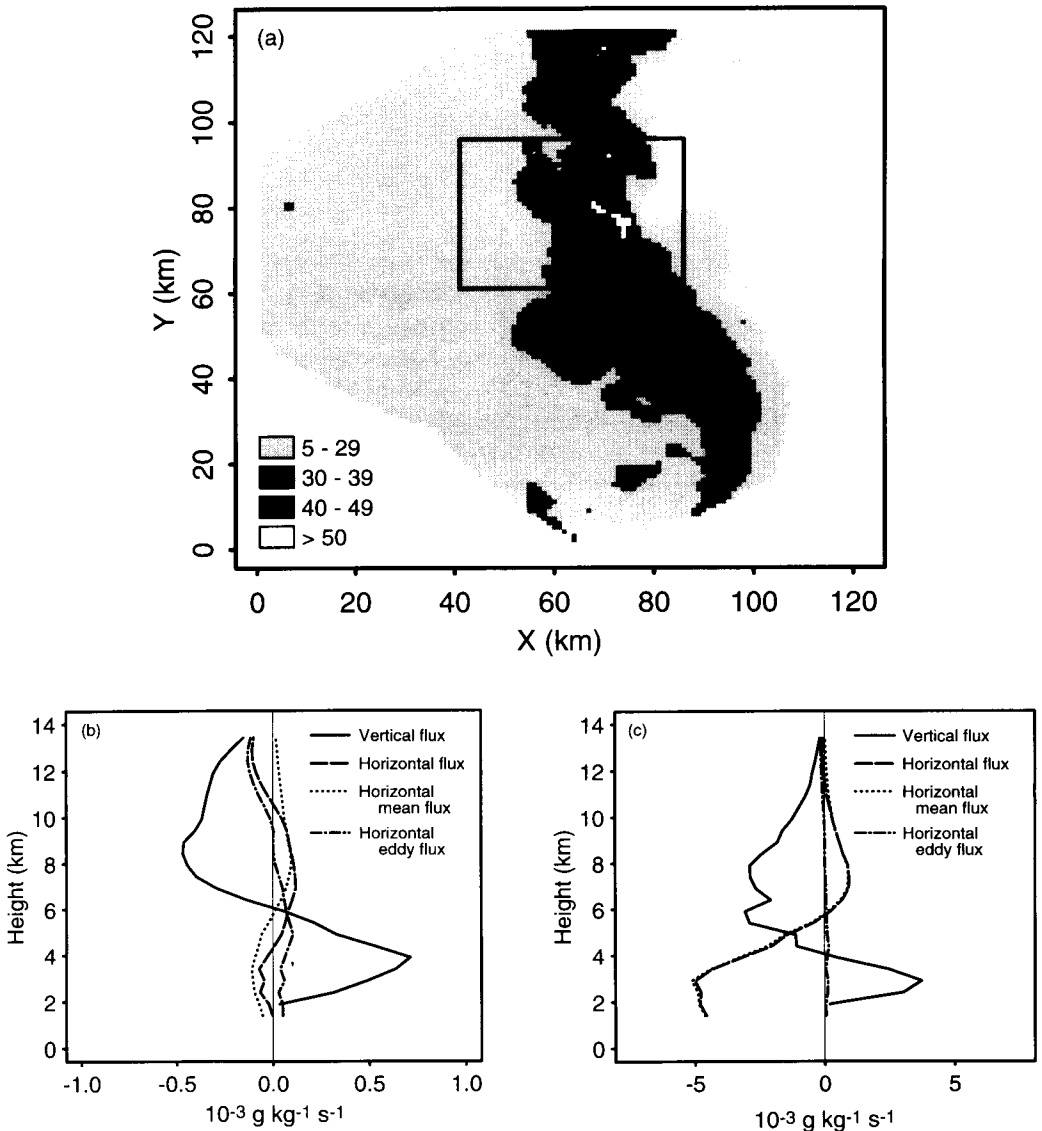 (a)
120
100
80
60
40
20
0
Y (km)
5 - 29
30 - 39
40 - 49
> 50
0 20 40 60 80 100 120
X (km)
(b)
14
12
10
8
6
4
2
0
Height (km)
Vertical flux
Horizontal flux
Horizontal
mean flux
Horizontal
eddy flux
-1.0 -0.5 0.0 0.5 1.0
10⁻³ g kg⁻¹ s⁻¹
(c)
14
12
10
8
6
4
2
0
Height (km)
Vertical flux
Horizontal flux
Horizontal
mean flux
Horizontal
eddy flux
-5 0 5
10⁻³ g kg⁻¹ s⁻¹